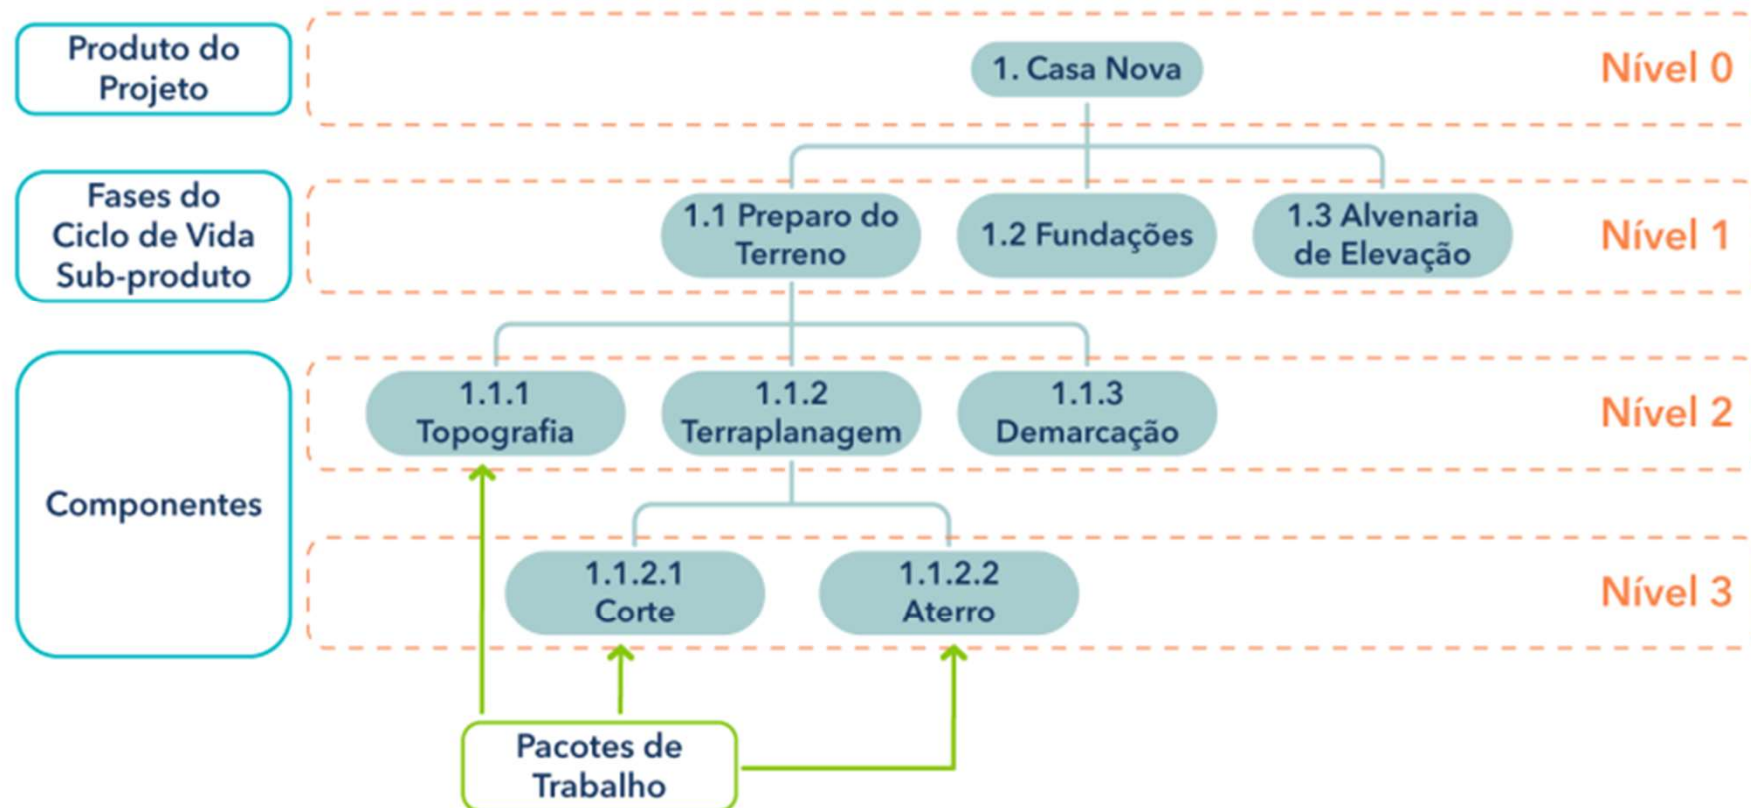 Produto do
Projeto
1. Casa Nova
Nível 0
Fases do
Ciclo de Vida
Sub-produto
1.1 Preparo do
Terreno
1.2 Fundações
1.3 Alvenaria
de Elevação
Nível 1
Componentes
1.1.1
Topografia
1.1.2
Terraplanagem
1.1.3
Demarcação
Nível 2
1.1.2.1
Corte
1.1.2.2
Aterro
Nível 3
Pacotes de
Trabalho